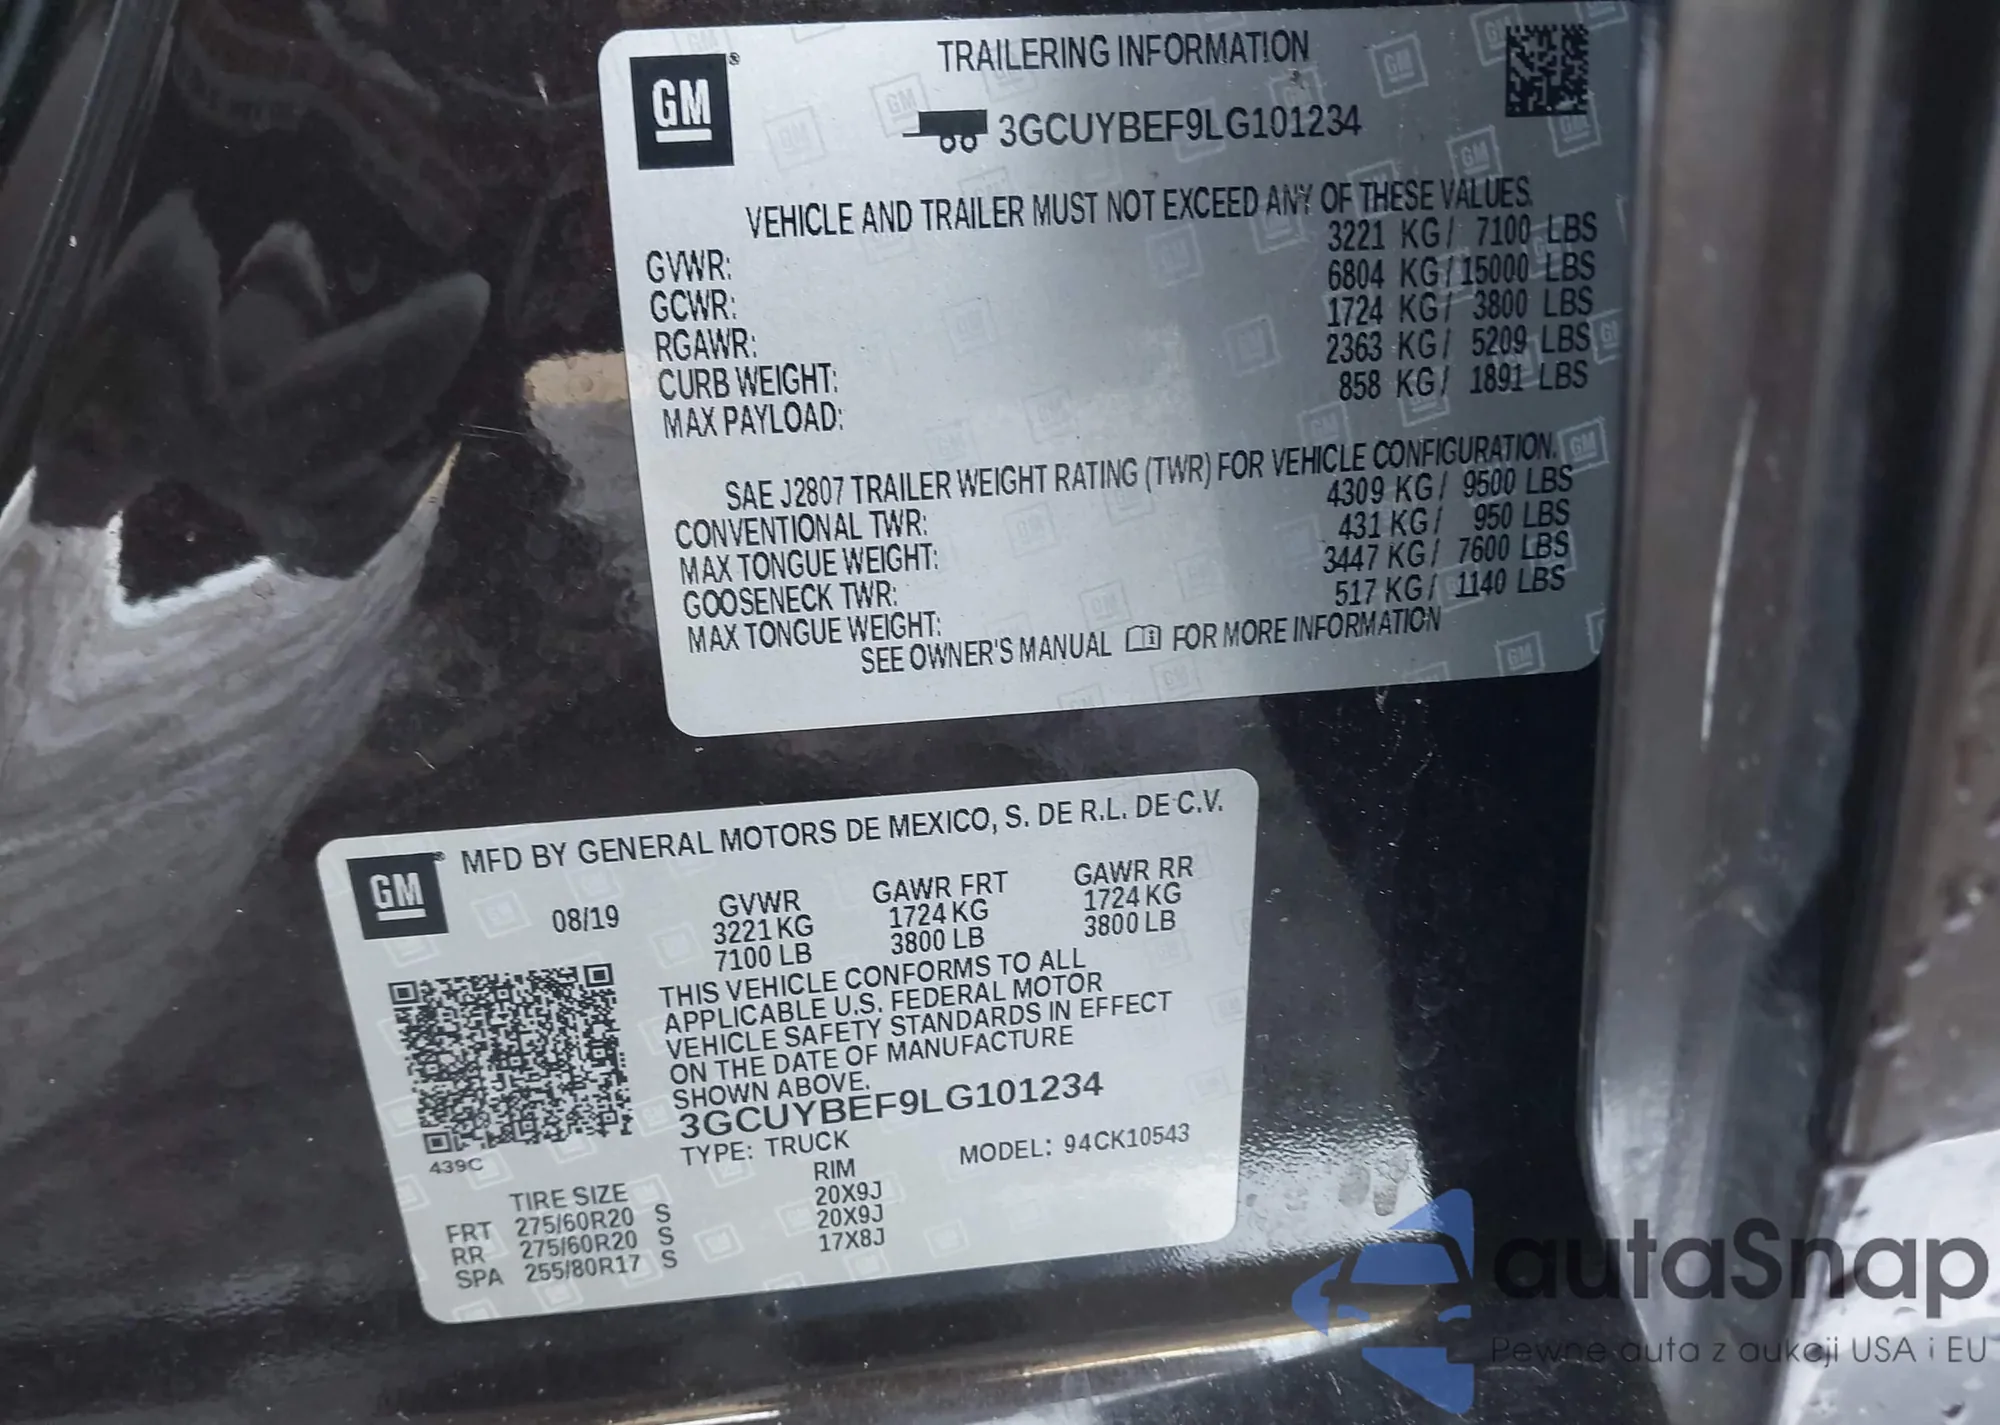 GM
TRAILERING INFORMATION
3GCUYBEF9LG101234
VEHICLE AND TRAILER MUST NOT EXCEED ANY OF THESE VALUES.
GVWR: 3221 KG/ 7100 LBS
GCWR: 6804 KG/ 15000 LBS
RGAWR: 1724 KG/ 3800 LBS
CURB WEIGHT: 2363 KG/ 5209 LBS
MAX PAYLOAD: 858 KG/ 1891 LBS
SAE J2807 TRAILER WEIGHT RATING (TWR) FOR VEHICLE CONFIGURATION.
CONVENTIONAL TWR: 4309 KG/ 9500 LBS
MAX TONGUE WEIGHT: 431 KG/ 950 LBS
GOOSENECK TWR: 3447 KG/ 7600 LBS
MAX TONGUE WEIGHT: 517 KG/ 1140 LBS
SEE OWNER'S MANUAL FOR MORE INFORMATION
GM
MFD BY GENERAL MOTORS DE MEXICO, S. DE R.L. DE C.V.
08/19
GVWR GAWR FRT GAWR RR
3221 KG 1724 KG 1724 KG
7100 LB 3800 LB 3800 LB
THIS VEHICLE CONFORMS TO ALL
APPLICABLE U.S. FEDERAL MOTOR
VEHICLE SAFETY STANDARDS IN EFFECT
ON THE DATE OF MANUFACTURE
SHOWN ABOVE.
3GCUYBEF9LG101234
TYPE: TRUCK MODEL: 94CK10543
439C
TIRE SIZE RIM
FRT 275/60R20 S 20X9J
RR 275/60R20 S 20X9J
SPA 255/80R17 S 17X8J
autaSnap
Pewne auta z aukcji USA i EU